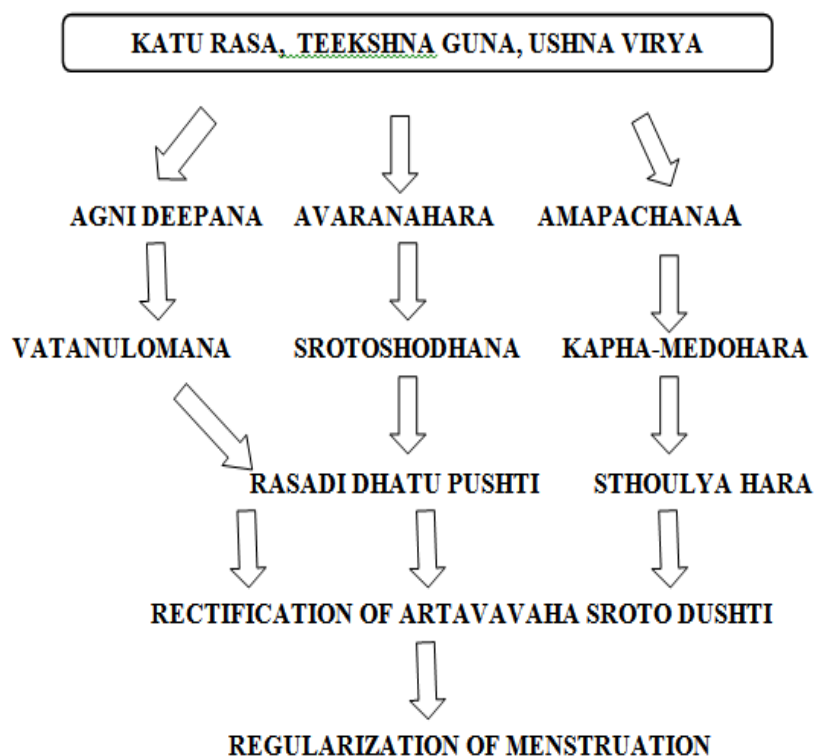 KATU RASA, TEEKSHNA GUNA, USHNA VIRYA
AGNI DEEPANA AVARANAHARA AMAPACHANAA
VATANULOMANA SROTOSHODHANA KAPHA-MEDOHARA
RASADI DHATU PUSHTI STHOULYA HARA
RECTIFICATION OF ARTAVAVAHA SROTO DUSHTI
REGULARIZATION OF MENSTRUATION